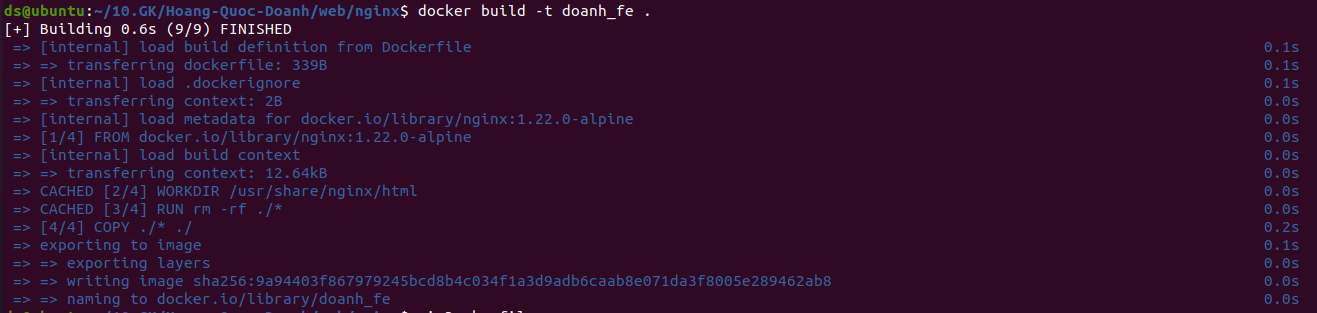 ds@ubuntu:~/10.GK/Hoang-Quoc-Doanh/web/nginx$ docker build -t doanh_fe .
[+] Building 0.6s (9/9) FINISHED
=> [internal] load build definition from Dockerfile 0.1s
=> => transferring dockerfile: 339B 0.1s
=> [internal] load .dockerignore 0.1s
=> => transferring context: 2B 0.0s
=> [internal] load metadata for docker.io/library/nginx:1.22.0-alpine 0.0s
=> [1/4] FROM docker.io/library/nginx:1.22.0-alpine 0.0s
=> [internal] load build context 0.0s
=> => transferring context: 12.64kB 0.0s
=> CACHED [2/4] WORKDIR /usr/share/nginx/html 0.0s
=> CACHED [3/4] RUN rm -rf ./* 0.0s
=> [4/4] COPY ./* ./ 0.2s
=> exporting to image 0.1s
=> => exporting layers 0.0s
=> => writing image sha256:9a94403f867979245bcd8b4c034f1a3d9adb6caab8e071da3f8005e289462ab8 0.0s
=> => naming to docker.io/library/doanh_fe 0.0s